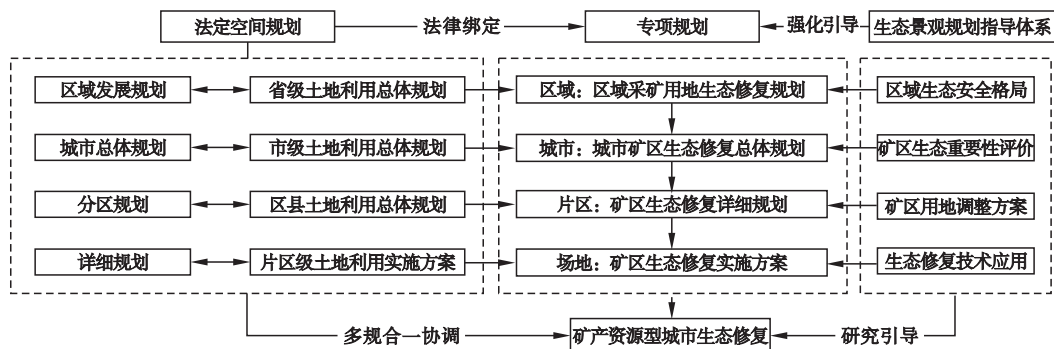 法定空间规划
法律绑定
专项规划
强化引导
生态景观规划指导体系
区域发展规划
省级土地利用总体规划
区域：区域采矿用地生态修复规划
区域生态安全格局
城市总体规划
市级土地利用总体规划
城市：城市矿区生态修复总体规划
矿区生态重要性评价
分区规划
区县土地利用总体规划
片区：矿区生态修复详细规划
矿区用地调整方案
详细规划
片区级土地利用实施方案
场地：矿区生态修复实施方案
生态修复技术应用
多规合一协调
矿产资源型城市生态修复
研究引导